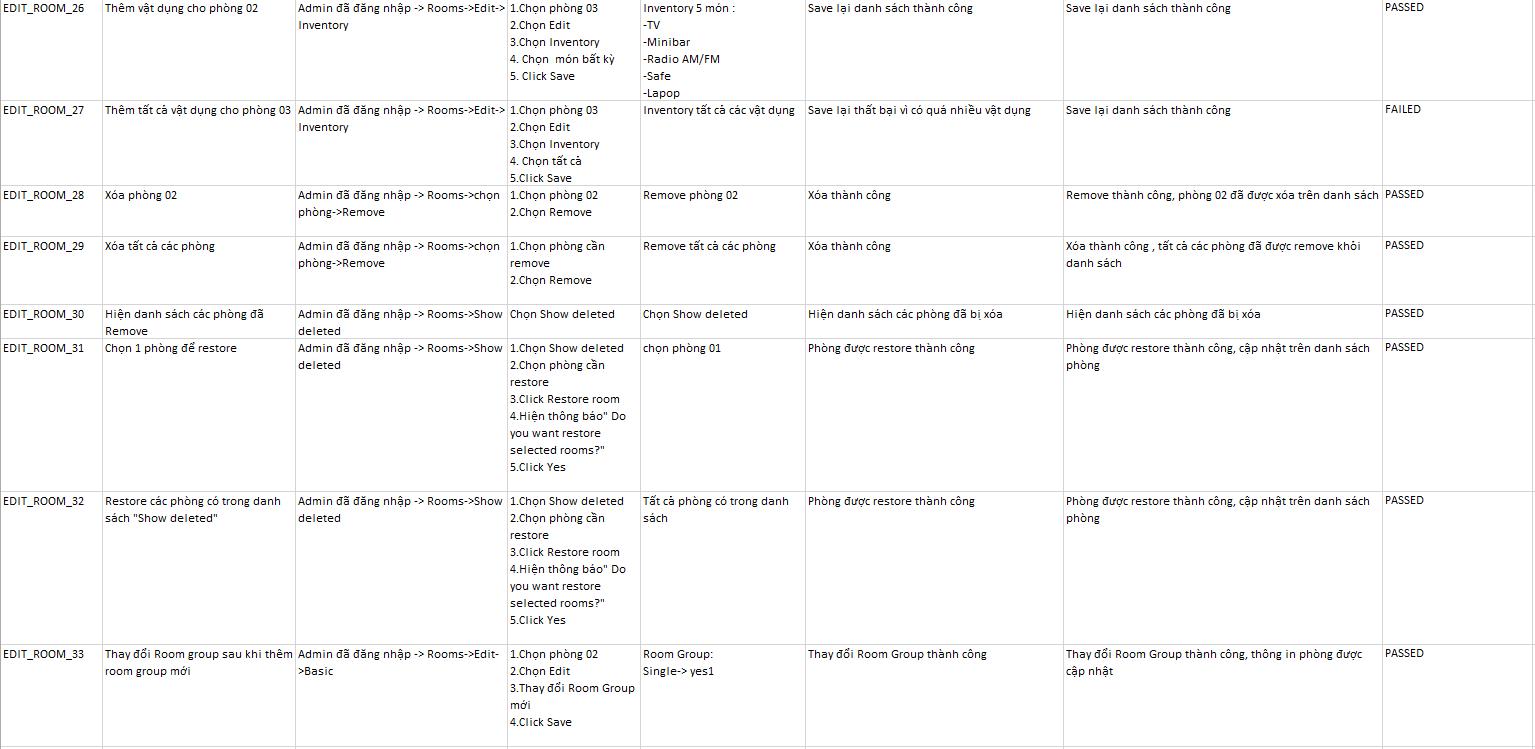 EDIT_ROOM_26
Thêm vật dụng cho phòng 02
Admin đã đăng nhập -> Rooms->Edit->
Inventory
1.Chọn phòng 03
2.Chọn Edit
3.Chọn Inventory
4. Chọn  món bất kỳ
5. Click Save
Inventory 5 món :
-TV
-Minibar
-Radio AM/FM
-Safe
-Lapop
Save lại danh sách thành công
Save lại danh sách thành công
PASSED
EDIT_ROOM_27
Thêm tất cả vật dụng cho phòng 03
Admin đã đăng nhập -> Rooms->Edit->
Inventory
1.Chọn phòng 03
2.Chọn Edit
3.Chọn Inventory
4. Chọn tất cả
5.Click Save
Inventory tất cả các vật dụng
Save lại thất bại vì có quá nhiều vật dụng
Save lại danh sách thành công
FAILED
EDIT_ROOM_28
Xóa phòng 02
Admin đã đăng nhập -> Rooms->chọn
phòng->Remove
1.Chọn phòng 02
2.Chọn Remove
Remove phòng 02
Xóa thành công
Remove thành công, phòng 02 đã được xóa trên danh sách
PASSED
EDIT_ROOM_29
Xóa tất cả các phòng
Admin đã đăng nhập -> Rooms->chọn
phòng->Remove
1.Chọn phòng cần
remove
2.Chọn Remove
Remove tất cả các phòng
Xóa thành công
Xóa thành công , tất cả các phòng đã được remove khỏi
danh sách
PASSED
EDIT_ROOM_30
Hiện danh sách các phòng đã
Remove
Admin đã đăng nhập -> Rooms->Show
deleted
Chọn Show deleted
Chọn Show deleted
Hiện danh sách các phòng đã bị xóa
Hiện danh sách các phòng đã bị xóa
PASSED
EDIT_ROOM_31
Chọn 1 phòng để restore
Admin đã đăng nhập -> Rooms->Show
deleted
1.Chọn Show deleted
2.Chọn phòng cần
restore
3.Click Restore room
4.Hiện thông báo" Do
you want restore
selected rooms?"
5.Click Yes
chọn phòng 01
Phòng được restore thành công
Phòng được restore thành công, cập nhật trên danh sách
phòng
PASSED
EDIT_ROOM_32
Restore các phòng có trong danh
sách "Show deleted"
Admin đã đăng nhập -> Rooms->Show
deleted
1.Chọn Show deleted
2.Chọn phòng cần
restore
3.Click Restore room
4.Hiện thông báo" Do
you want restore
selected rooms?"
5.Click Yes
Tất cả phòng có trong danh
sách
Phòng được restore thành công
Phòng được restore thành công, cập nhật trên danh sách
phòng
PASSED
EDIT_ROOM_33
Thay đổi Room group sau khi thêm
room group mới
Admin đã đăng nhập -> Rooms->Edit-
>Basic
1.Chọn phòng 02
2.Chọn Edit
3.Thay đổi Room Group
mới
4.Click Save
Room Group:
Single-> yes1
Thay đổi Room Group thành công
Thay đổi Room Group thành công, thông in phòng được
cập nhật
PASSED